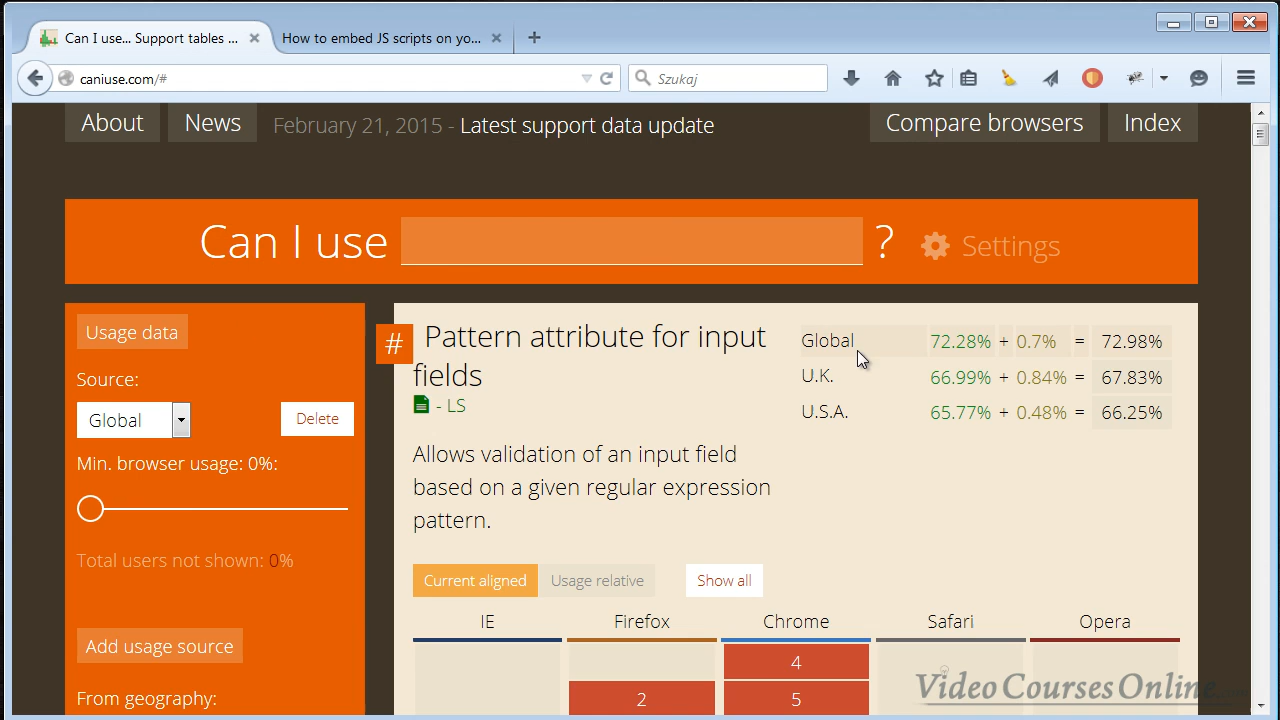 Can I use... Support tables ...
How to embed JS scripts on yo...
caniuse.com/#
Szukaj
About
News
February 21, 2015 - Latest support data update
Compare browsers
Index
Can I use ?
Settings
Usage data
Source:
Global
Delete
Min. browser usage: 0%:
Total users not shown: 0%
Add usage source
From geography:
# Pattern attribute for input
fields
- LS
Global 72.28% + 0.7% = 72.98%
U.K. 66.99% + 0.84% = 67.83%
U.S.A. 65.77% + 0.48% = 66.25%
Allows validation of an input field
based on a given regular expression
pattern.
Current aligned
Usage relative
Show all
IE Firefox Chrome Safari Opera
4
2 5
Video Courses Online